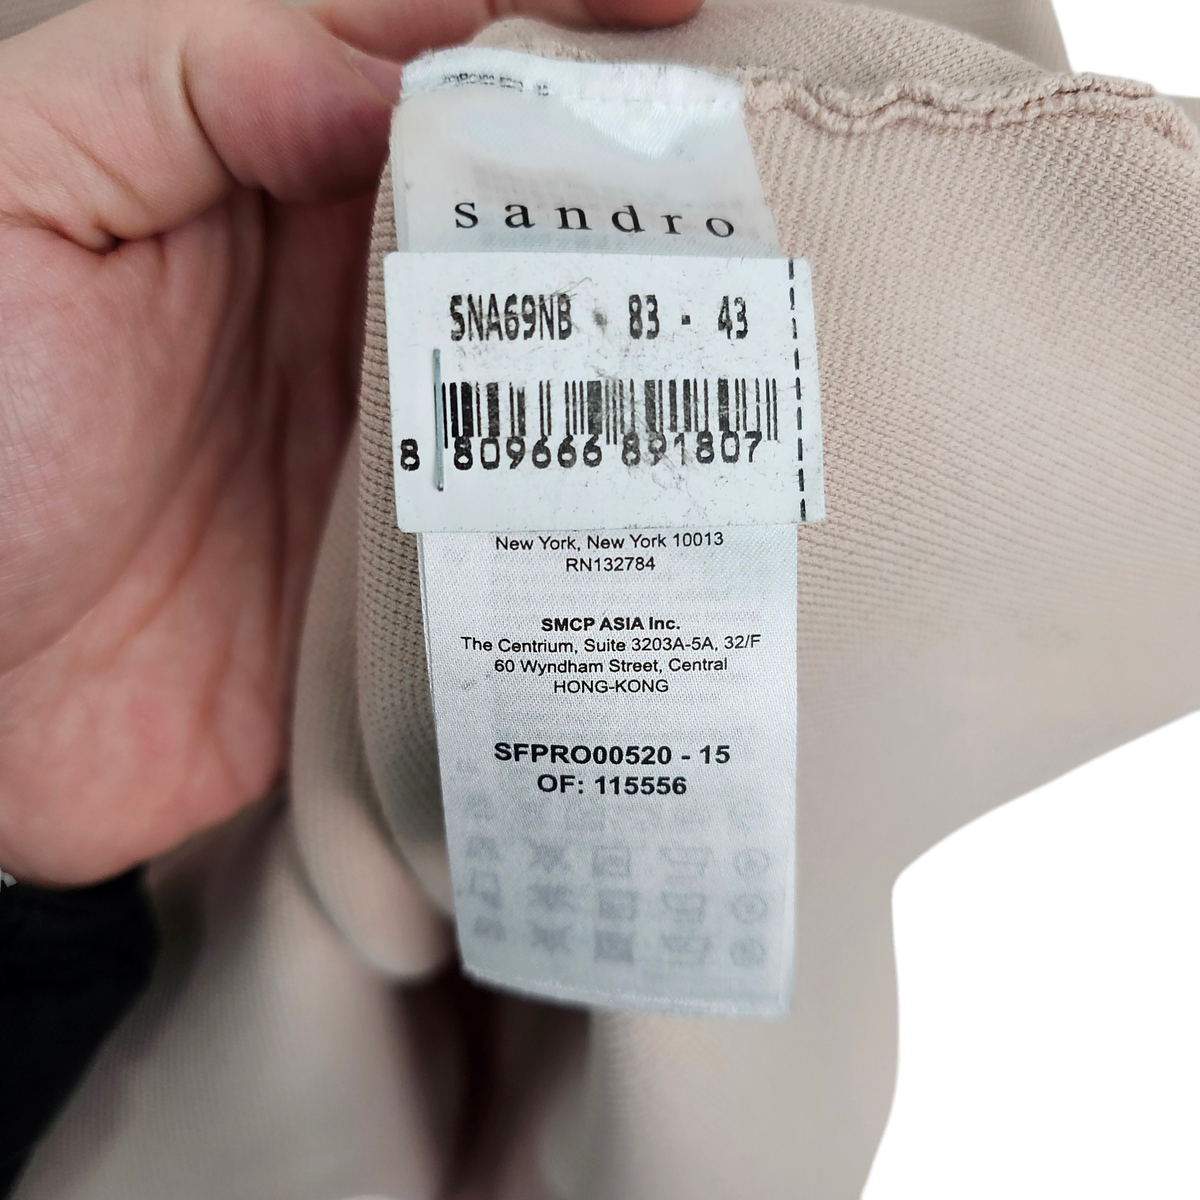 sandro
SNA69NB - 83 - 43
8 809666 891807
New York, New York 10013
RN132784
SMCP ASIA Inc.
The Centrium, Suite 3203A-5A, 32/F
60 Wyndham Street, Central
HONG-KONG
SFPRO00520 - 15
OF: 115556